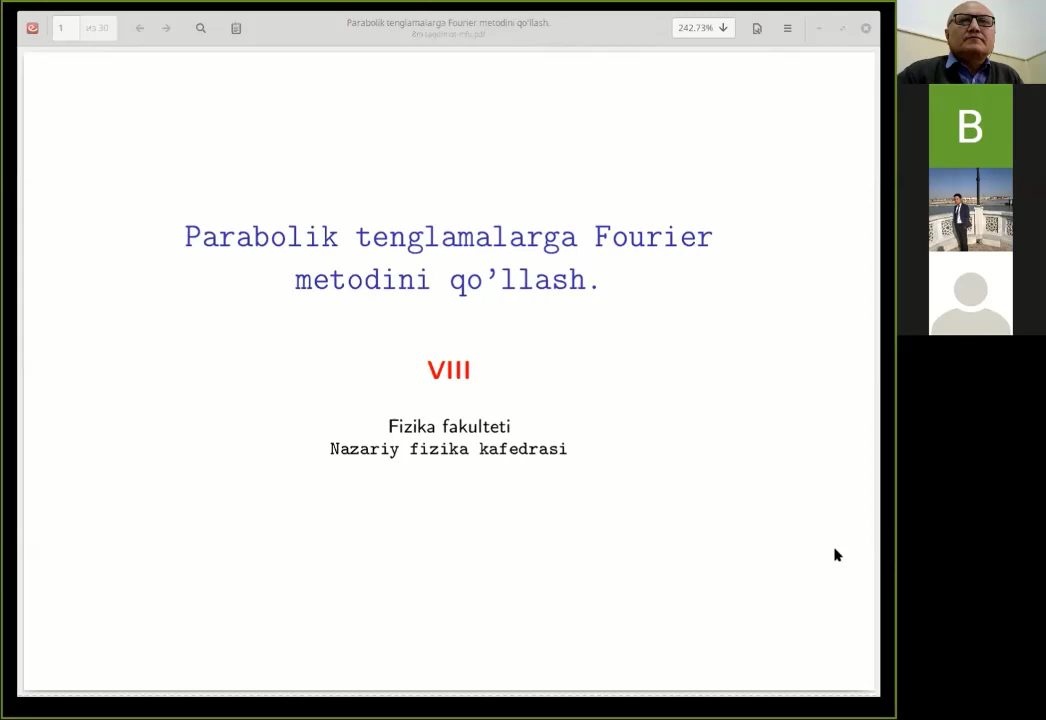 1
из 30
Parabolik tenglamalarga Fourier metodini qo'llash.
242.73%
B
Parabolik tenglamalarga Fourier
metodini qo'llash.
VIII
Fizika fakulteti
Nazariy fizika kafedrasi